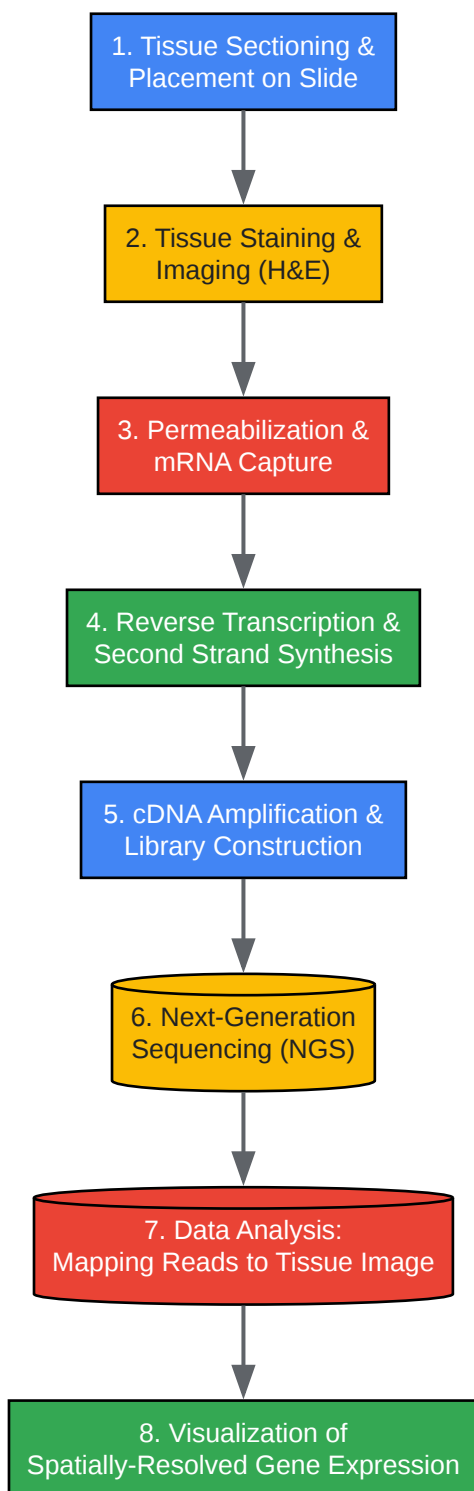 1. Tissue Sectioning &
Placement on Slide
2. Tissue Staining &
Imaging (H&E)
3. Permeabilization &
mRNA Capture
4. Reverse Transcription &
Second Strand Synthesis
5. cDNA Amplification &
Library Construction
6. Next-Generation
Sequencing (NGS)
7. Data Analysis:
Mapping Reads to Tissue Image
8. Visualization of
Spatially-Resolved Gene Expression